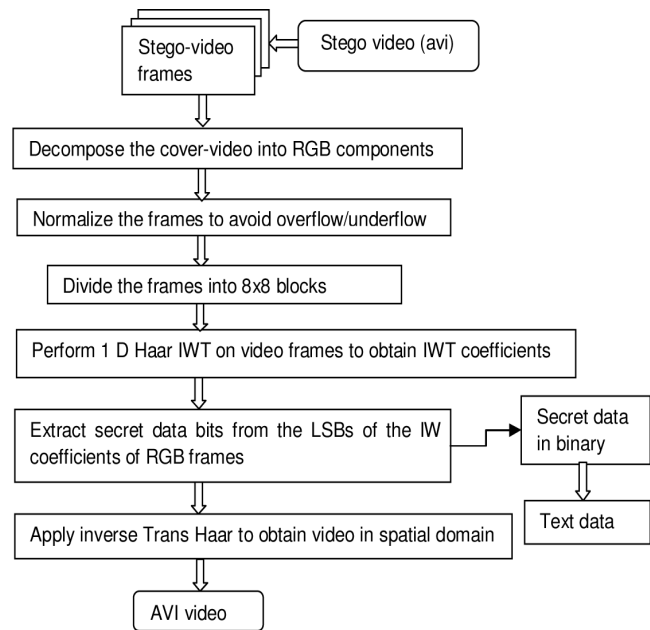 Stego-video
frames
Stego video (avi)
Decompose the cover-video into RGB components
Normalize the frames to avoid overflow/underflow
Divide the frames into 8x8 blocks
Perform 1 D Haar IWT on video frames to obtain IWT coefficients
Extract secret data bits from the LSBs of the IW
coefficients of RGB frames
Secret data
in binary
Text data
Apply inverse Trans Haar to obtain video in spatial domain
AVI video